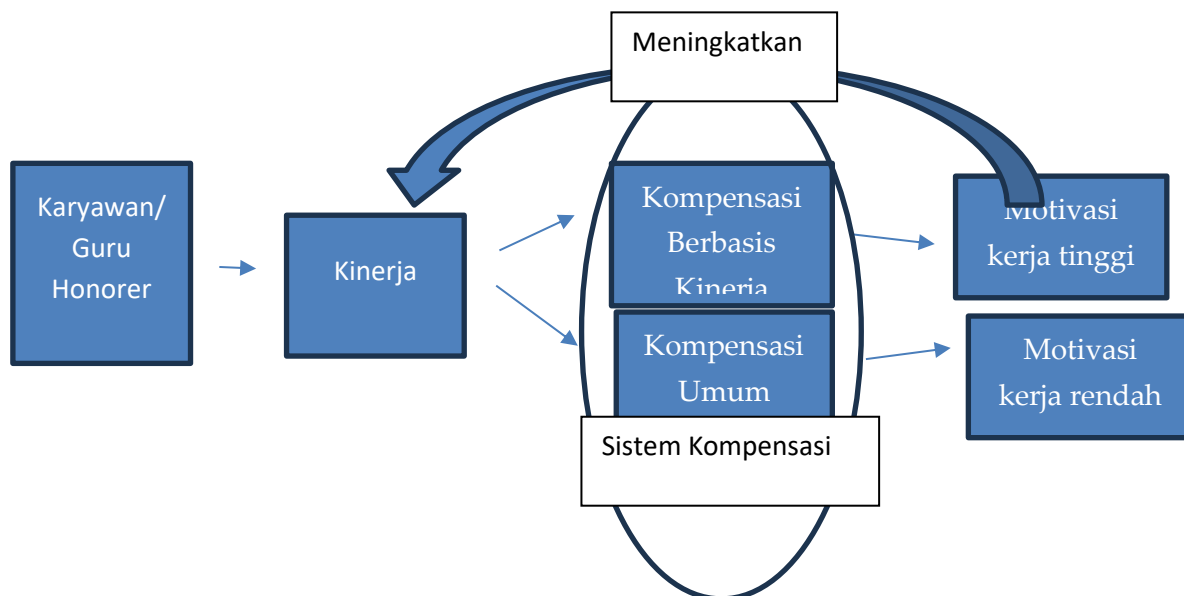 Meningkatkan
Karyawan/
Guru
Honorer
Kinerja
Kompensasi
Berbasis
Kinerja
Kompensasi
Umum
Motivasi
kerja tinggi
Motivasi
kerja rendah
Sistem Kompensasi